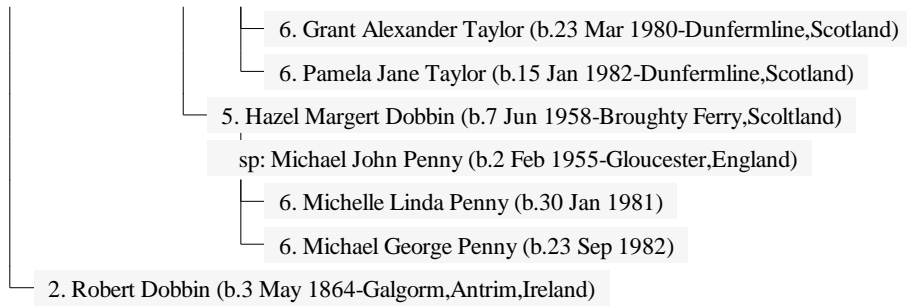 6. Grant Alexander Taylor (b.23 Mar 1980-Dunfermline,Scotland)
6. Pamela Jane Taylor (b.15 Jan 1982-Dunfermline,Scotland)
5. Hazel Margert Dobbin (b.7 Jun 1958-Broughty Ferry,Scoltland)
sp: Michael John Penny (b.2 Feb 1955-Gloucester,England)
6. Michelle Linda Penny (b.30 Jan 1981)
6. Michael George Penny (b.23 Sep 1982)
2. Robert Dobbin (b.3 May 1864-Galgorm,Antrim,Ireland)